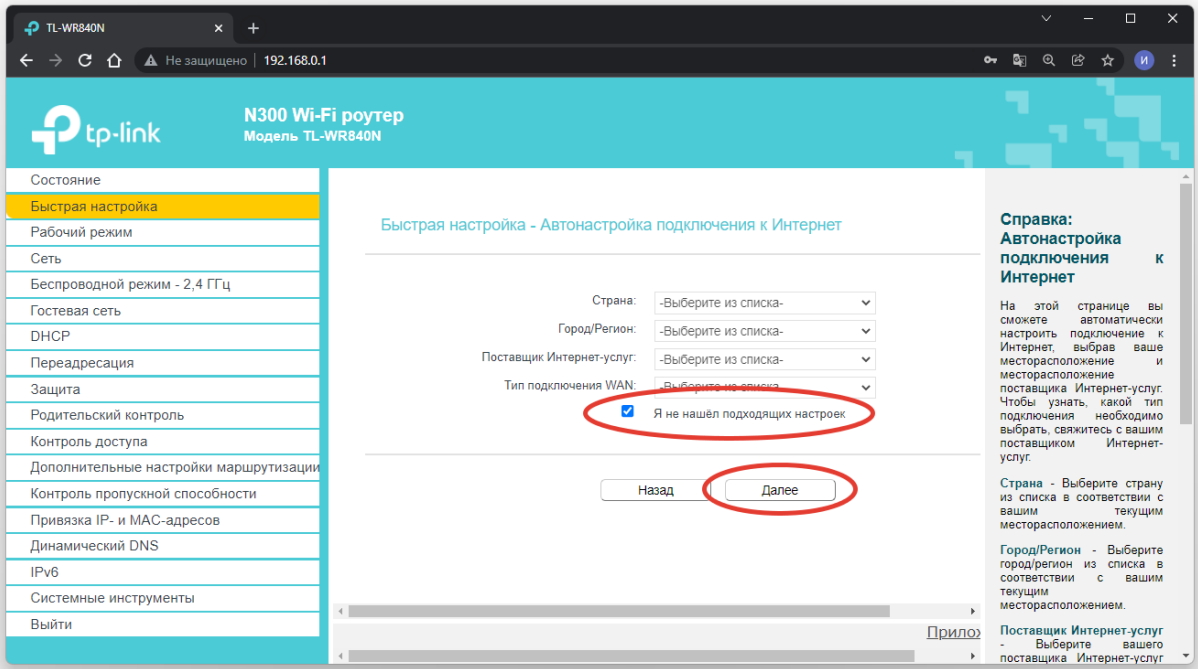 TL-WR840N
Не защищено
192.168.0.1
И
tp-link
N300 Wi-Fi роутер
Модель TL-WR840N
Состояние
Быстрая настройка
Рабочий режим
Сеть
Беспроводной режим - 2,4 ГГц
Гостевая сеть
DHCP
Переадресация
Защита
Родительский контроль
Контроль доступа
Дополнительные настройки маршрутизации
Контроль пропускной способности
Привязка IP- и MAC-адресов
Динамический DNS
IPv6
Системные инструменты
Выйти
Быстрая настройка - Автонастройка подключения к Интернет
Страна: -Выберите из списка-
Город/Регион: -Выберите из списка-
Поставщик Интернет-услуг: -Выберите из списка-
Тип подключения WAN: -Выберите из списка-
Я не нашёл подходящих настроек
Назад Далее
Прилож
Справка:
Автонастройка
подключения к
Интернет
На этой странице вы
сможете автоматически
настроить подключение к
Интернет, выбрав ваше
месторасположение и
месторасположение
поставщика Интернет-услуг.
Чтобы узнать, какой тип
подключения необходимо
выбрать, свяжитесь с вашим
поставщиком Интернет-
услуг.
Страна - Выберите страну
из списка в соответствии с
вашим текущим
месторасположением.
Город/Регион - Выберите
город/регион из списка в
соответствии с вашим
текущим
месторасположением.
Поставщик Интернет-услуг
- Выберите вашего
поставщика Интернет-услуг